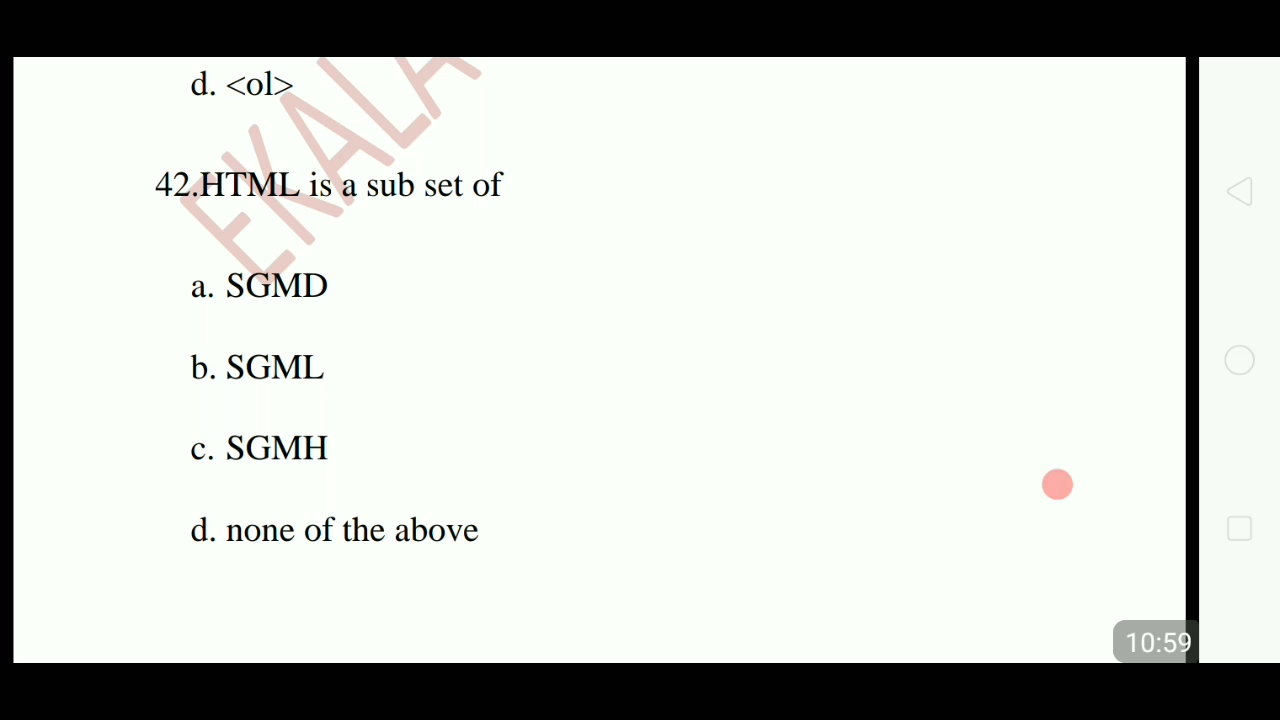 d. <ol>
42.HTML is a sub set of
a. SGMD
b. SGML
c. SGMH
d. none of the above
EKALA
10:59